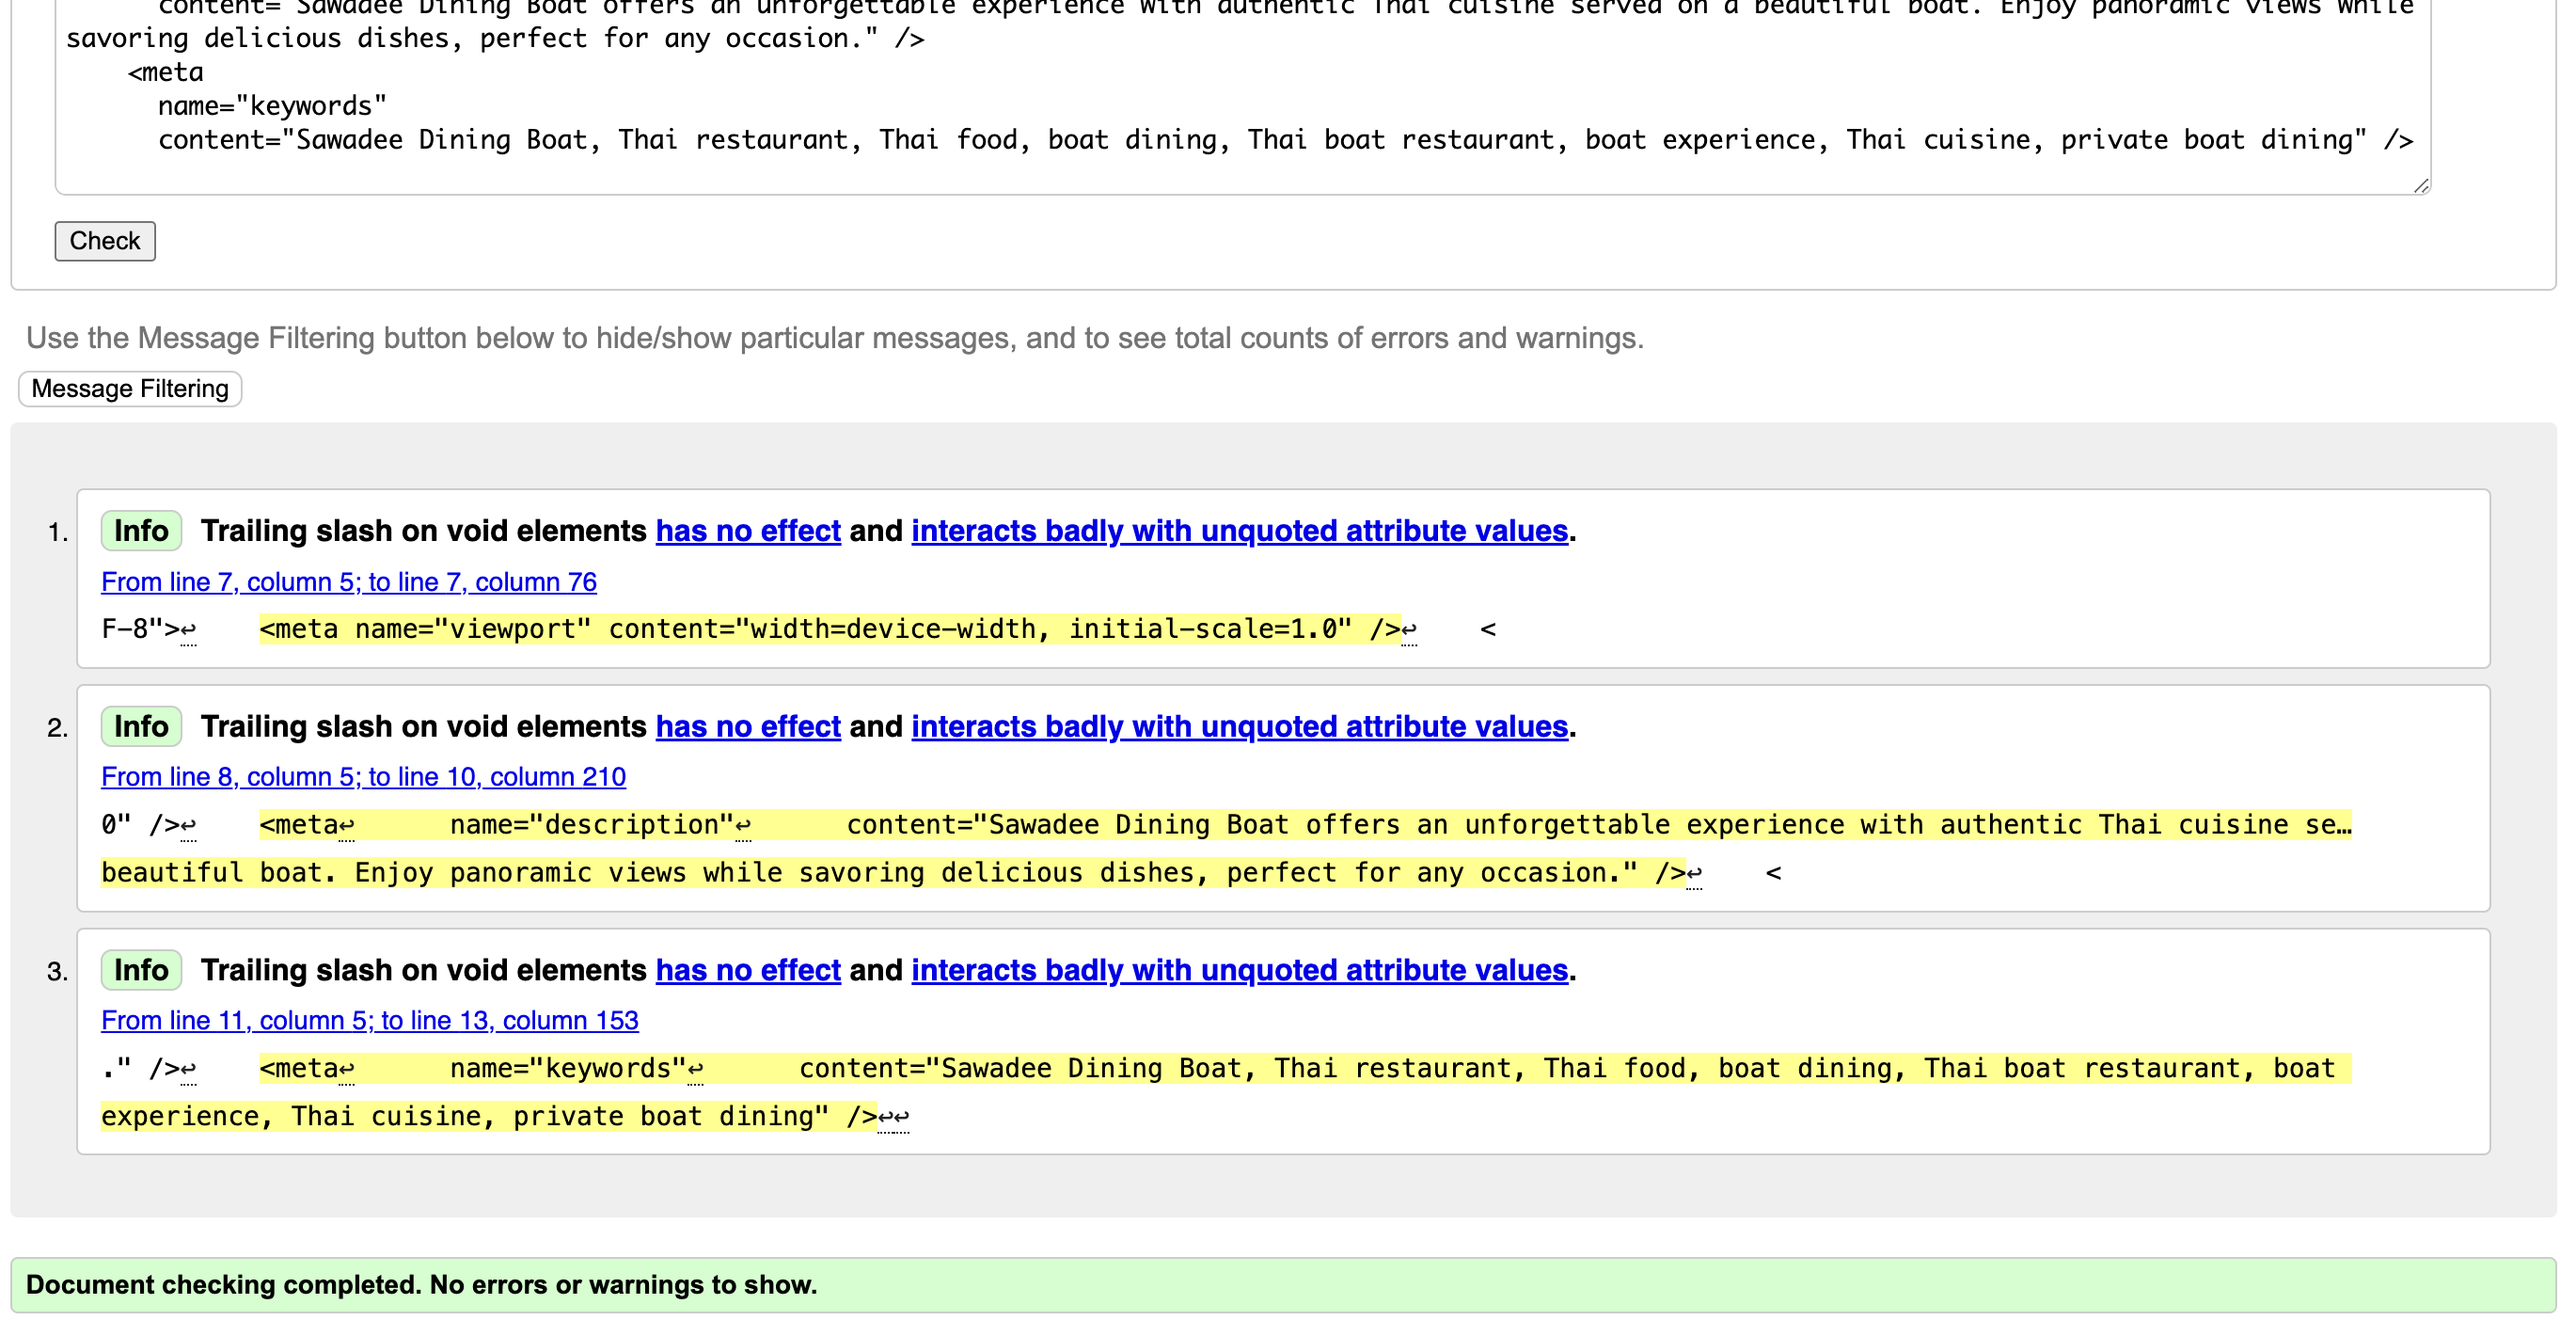 content="Sawadee Dining Boat offers an unforgettable experience with authentic Thai cuisine served on a beautiful boat. Enjoy panoramic views while
savoring delicious dishes, perfect for any occasion." />
<meta
name="keywords"
content="Sawadee Dining Boat, Thai restaurant, Thai food, boat dining, Thai boat restaurant, boat experience, Thai cuisine, private boat dining" />
Check
Use the Message Filtering button below to hide/show particular messages, and to see total counts of errors and warnings.
Message Filtering
1. Info Trailing slash on void elements has no effect and interacts badly with unquoted attribute values.
From line 7, column 5; to line 7, column 76
F-8">↩    <meta name="viewport" content="width=device-width, initial-scale=1.0" />↩    <
2. Info Trailing slash on void elements has no effect and interacts badly with unquoted attribute values.
From line 8, column 5; to line 10, column 210
0" />↩    <meta↩      name="description"↩      content="Sawadee Dining Boat offers an unforgettable experience with authentic Thai cuisine se…
beautiful boat. Enjoy panoramic views while savoring delicious dishes, perfect for any occasion." />↩    <
3. Info Trailing slash on void elements has no effect and interacts badly with unquoted attribute values.
From line 11, column 5; to line 13, column 153
." />↩    <meta↩      name="keywords"↩      content="Sawadee Dining Boat, Thai restaurant, Thai food, boat dining, Thai boat restaurant, boat
experience, Thai cuisine, private boat dining" />↩↩
Document checking completed. No errors or warnings to show.